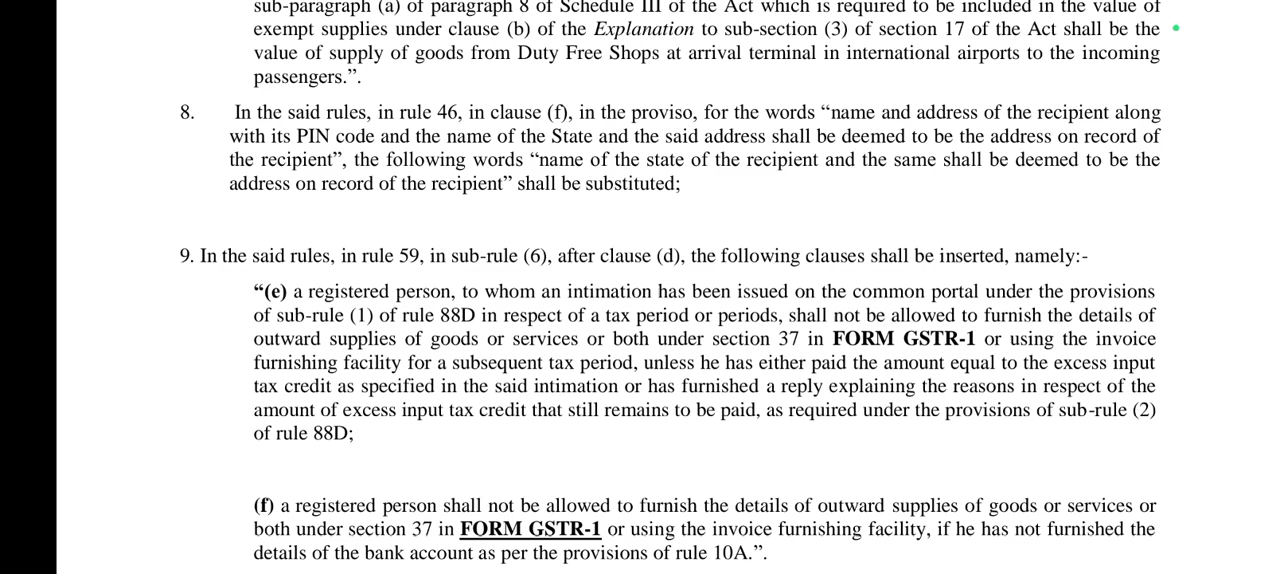 sub-paragraph (a) of paragraph 8 of Schedule III of the Act which is required to be included in the value of
exempt supplies under clause (b) of the Explanation to sub-section (3) of section 17 of the Act shall be the
value of supply of goods from Duty Free Shops at arrival terminal in international airports to the incoming
passengers.”.
8. In the said rules, in rule 46, in clause (f), in the proviso, for the words “name and address of the recipient along
with its PIN code and the name of the State and the said address shall be deemed to be the address on record of
the recipient”, the following words “name of the state of the recipient and the same shall be deemed to be the
address on record of the recipient” shall be substituted;
9. In the said rules, in rule 59, in sub-rule (6), after clause (d), the following clauses shall be inserted, namely:-
“(e) a registered person, to whom an intimation has been issued on the common portal under the provisions
of sub-rule (1) of rule 88D in respect of a tax period or periods, shall not be allowed to furnish the details of
outward supplies of goods or services or both under section 37 in FORM GSTR-1 or using the invoice
furnishing facility for a subsequent tax period, unless he has either paid the amount equal to the excess input
tax credit as specified in the said intimation or has furnished a reply explaining the reasons in respect of the
amount of excess input tax credit that still remains to be paid, as required under the provisions of sub-rule (2)
of rule 88D;
(f) a registered person shall not be allowed to furnish the details of outward supplies of goods or services or
both under section 37 in FORM GSTR-1 or using the invoice furnishing facility, if he has not furnished the
details of the bank account as per the provisions of rule 10A.”.